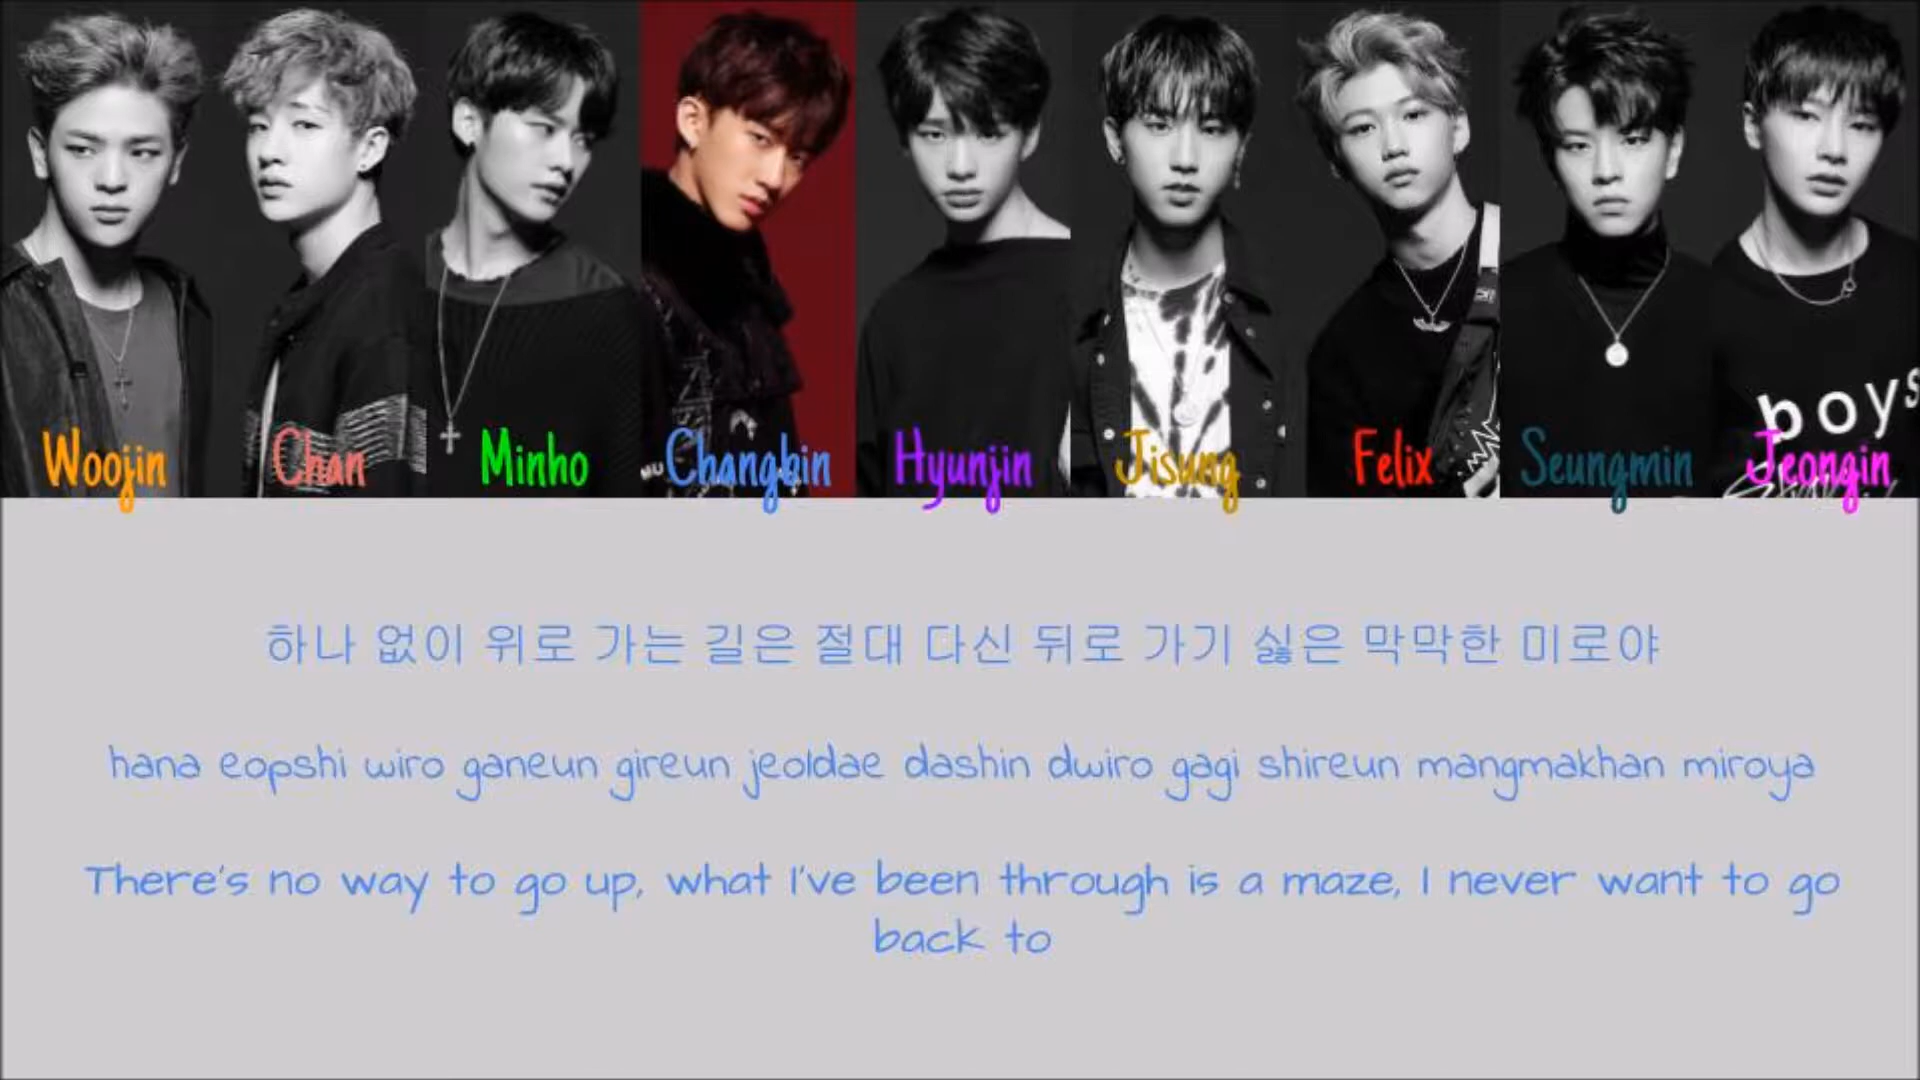 boys
Woojin Chan Minho Changbin Hyunjin Jisung Felix Seungmin Jeongin
하나 없이 위로 가는 길은 절대 다신 뒤로 가기 싫은 막막한 미로야
hana eopshi wiro ganeun gireun jeoldae dashin dwiro gagi shireun mangmakhan miroya
There's no way to go up, what I've been through is a maze, I never want to go
back to